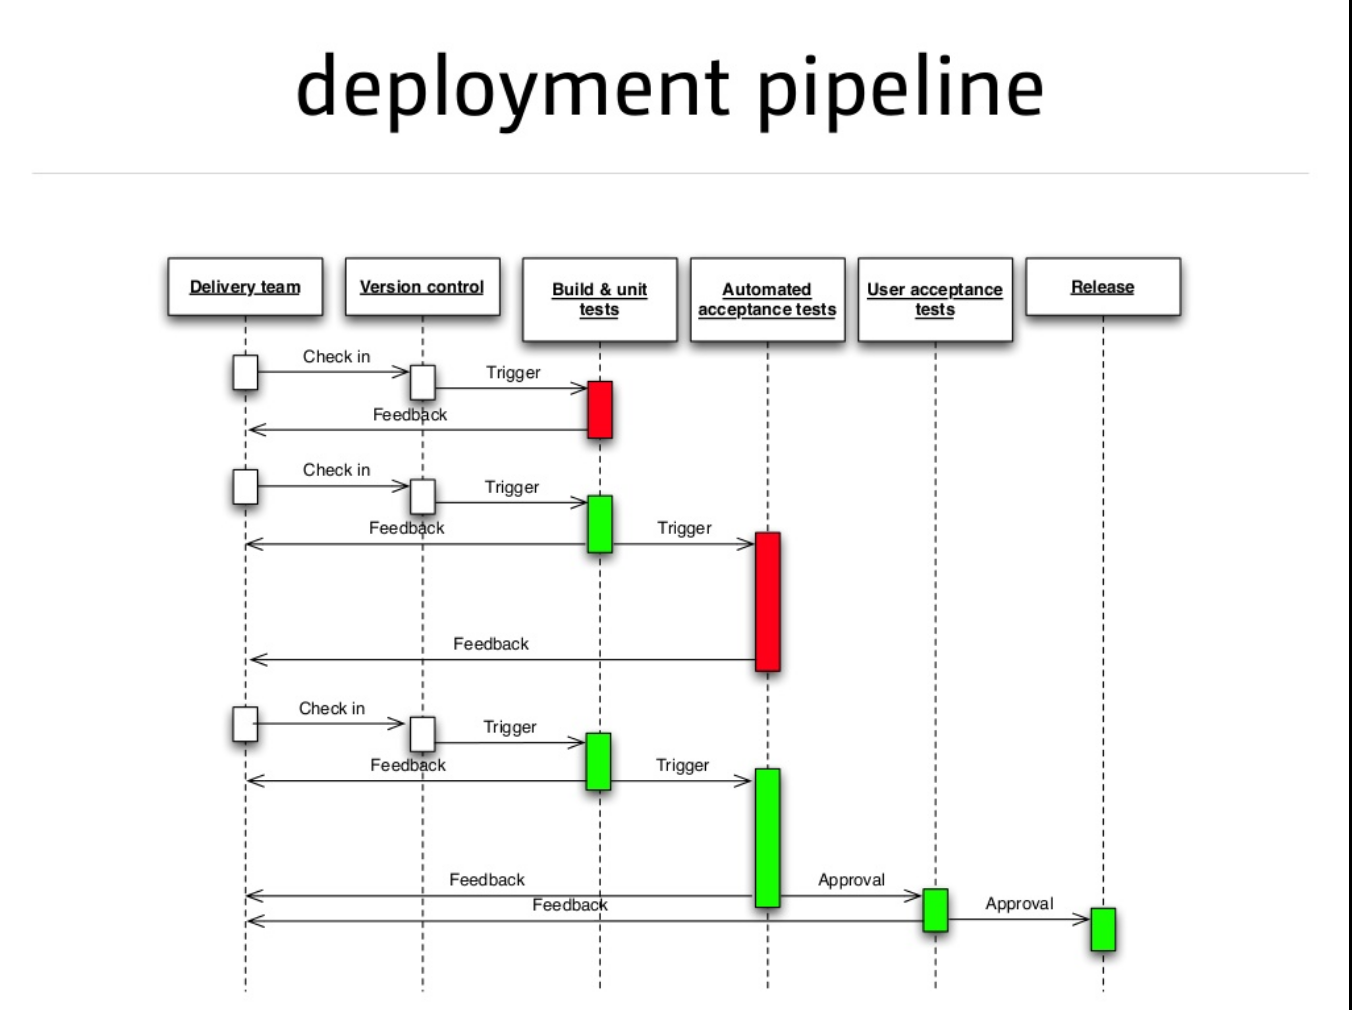 deployment pipeline
Delivery team
Version control
Build & unit
tests
Automated
acceptance tests
User acceptance
tests
Release
Check in
Trigger
Feedback
Check in
Trigger
Feedback
Trigger
Feedback
Check in
Trigger
Feedback
Trigger
Feedback
Approval
Feedback
Approval